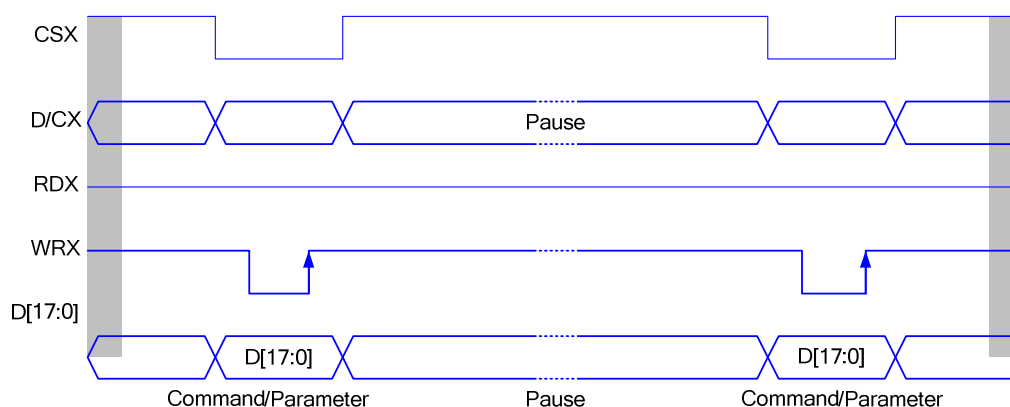 CSX
D/CX
Pause
RDX
WRX
D[17:0]
D[17:0]
D[17:0]
Command/Parameter
Pause
Command/Parameter